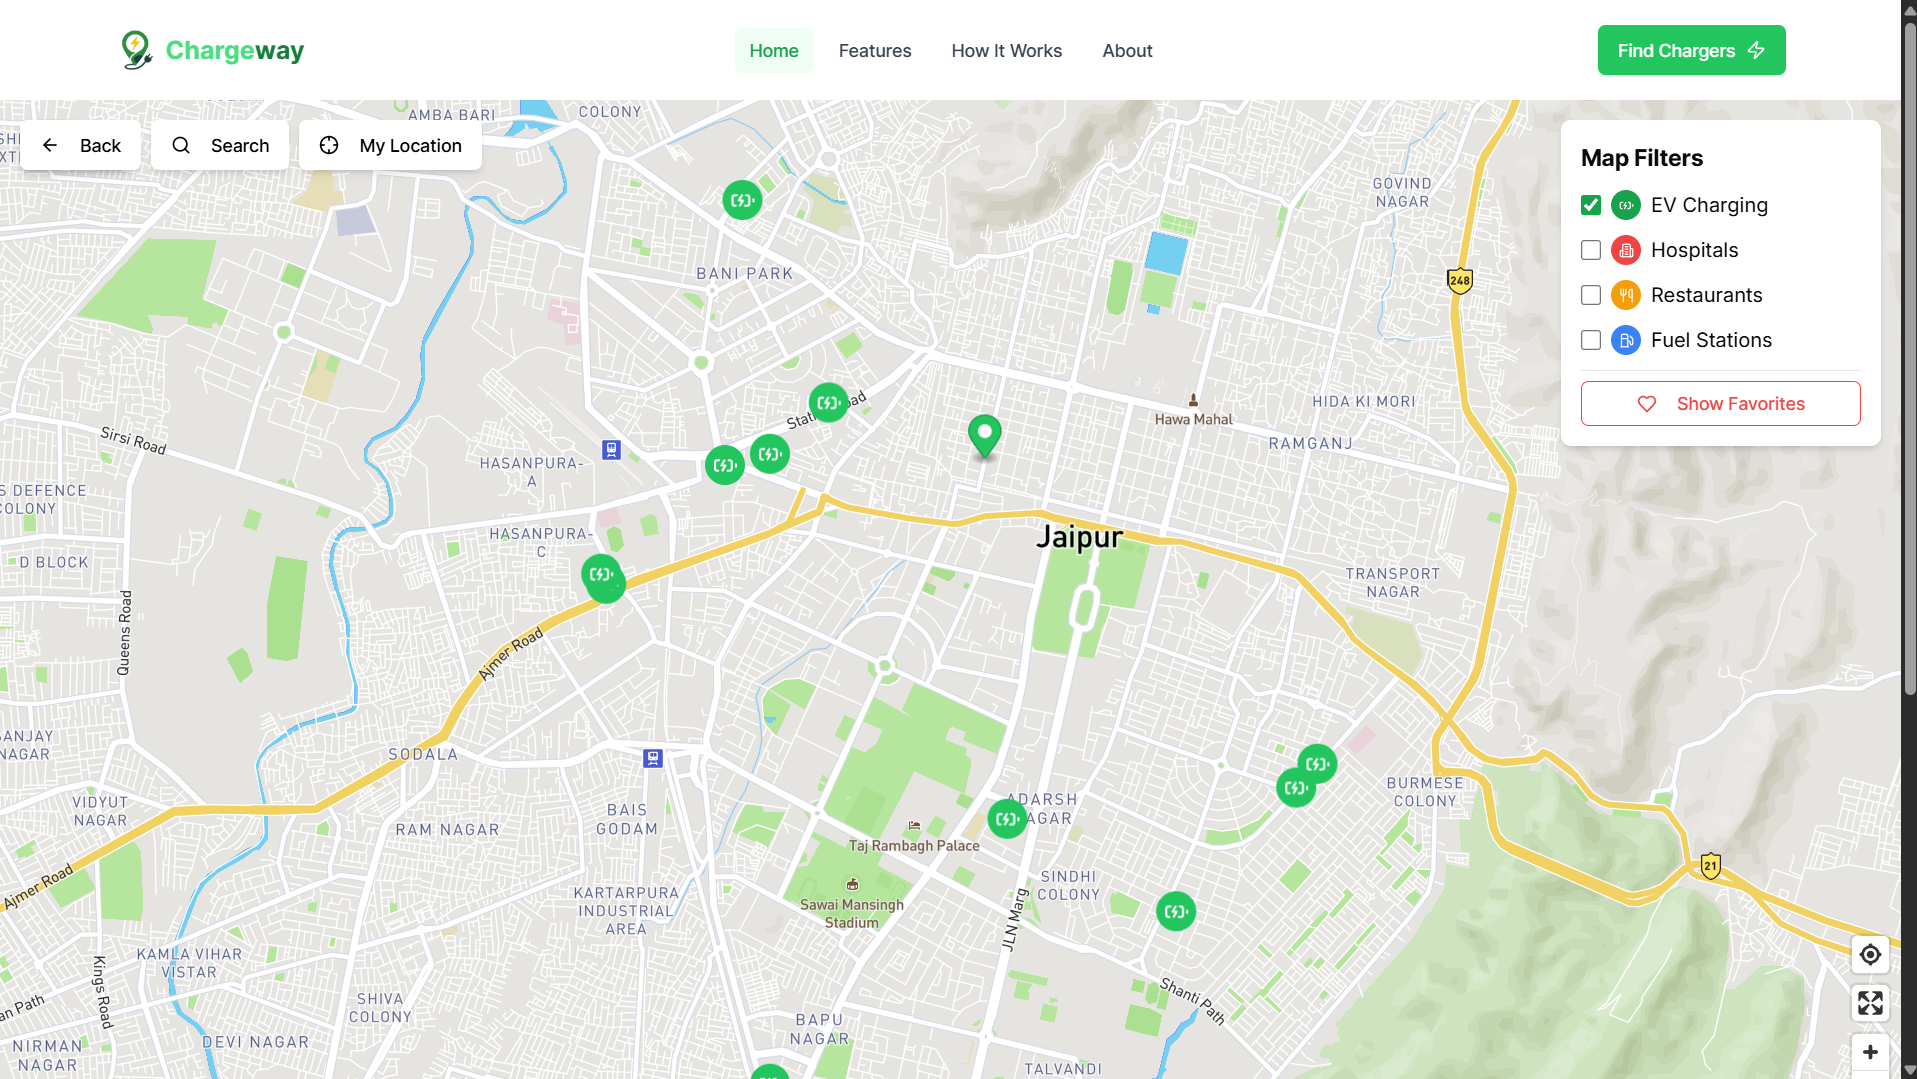 Chargeway
Home
Features
How It Works
About
Find Chargers
Back
Search
My Location
Map Filters
EV Charging
Hospitals
Restaurants
Fuel Stations
Show Favorites
AMBA BARI
COLONY
GOVIND
NAGAR
BANI PARK
248
Hawa Mahal
HIDA KI MORI
RAMGANJ
Sirsi Road
HASANPURA-
A
S DEFENCE
COLONY
HASANPURA-
C
Jaipur
D BLOCK
TRANSPORT
NAGAR
Queens Road
Ajmer Road
ANJAY
NAGAR
SODALA
BURMESE
COLONY
VIDYUT
NAGAR
BAIS
GODAM
RAM NAGAR
ADARSH
AGAR
Taj Rambagh Palace
21
Ajmer Road
SINDHI
COLONY
KARTARPURA
INDUSTRIAL
AREA
Sawai Mansingh
Stadium
JLN Marg
KAMLA VIHAR
VISTAR
Kings Road
an Path
SHIVA
COLONY
Shanti Path
BAPU
NAGAR
NIRMAN
NAGAR
DEVI NAGAR
TALVANDI